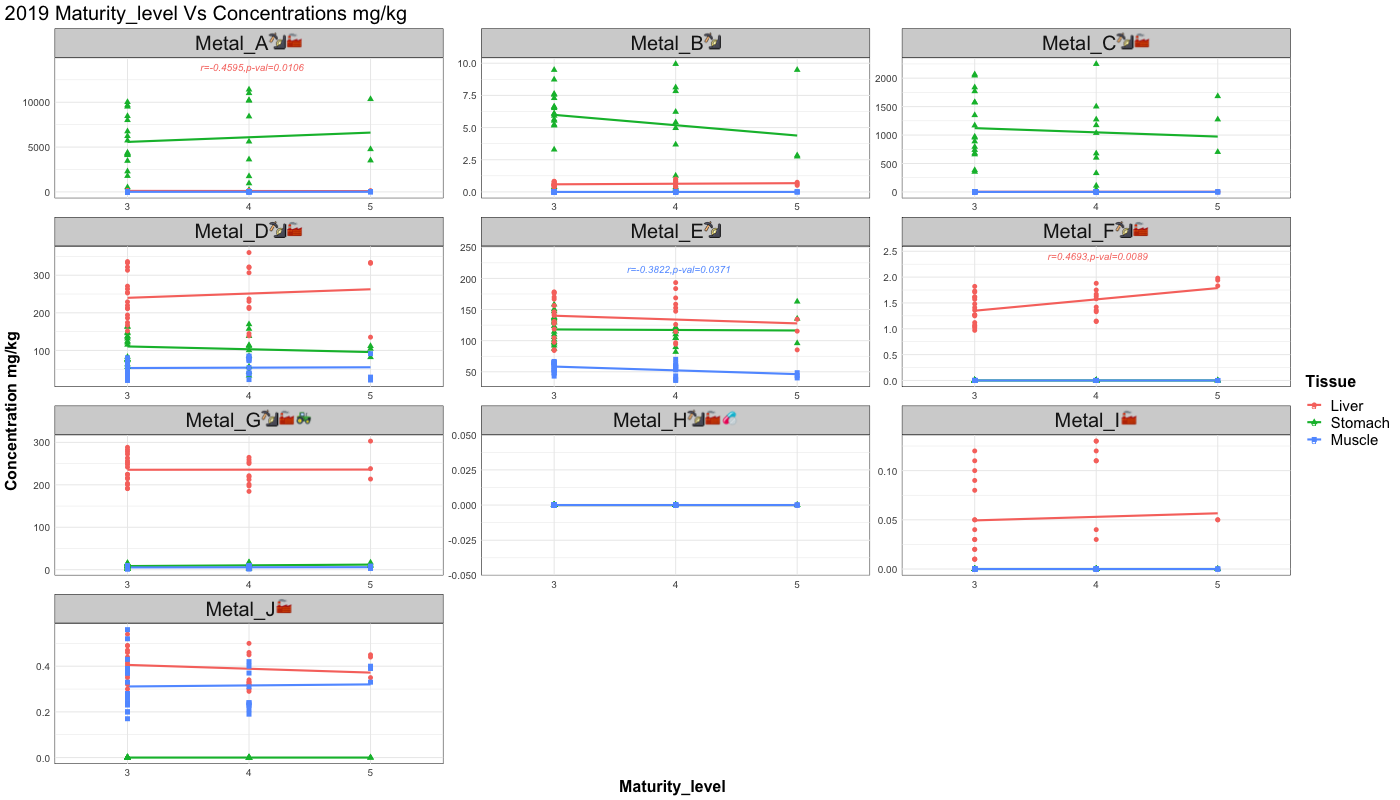 2019 Maturity_level Vs Concentrations mg/kg
Metal_A
Metal_B
Metal_C
r=-0.4595,p-val=0.0106
10000
5000
0
3 4 5
10.0
7.5
5.0
2.5
0.0
3 4 5
2000
1500
1000
500
0
3 4 5
Metal_D
Metal_E
Metal_F
300
200
100
3 4 5
r=-0.3822,p-val=0.0371
250
200
150
100
50
3 4 5
r=0.4693,p-val=0.0089
2.5
2.0
1.5
1.0
0.5
0.0
3 4 5
Metal_G
Metal_H
Metal_I
300
200
100
0
3 4 5
0.050
0.025
0.000
-0.025
-0.050
3 4 5
0.10
0.05
0.00
3 4 5
Metal_J
0.4
0.2
0.0
3 4 5
Concentration mg/kg
Maturity_level
Tissue
Liver
Stomach
Muscle